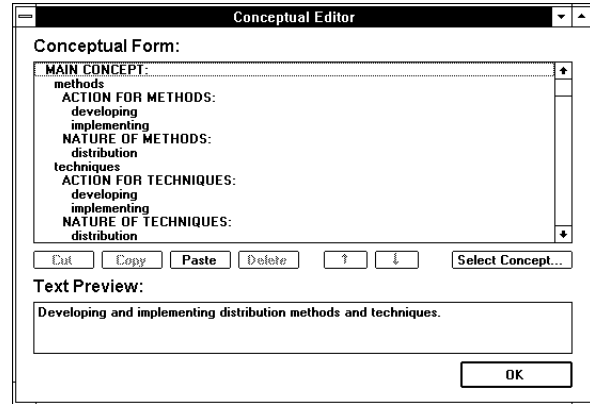 Conceptual Editor
Conceptual Form:
MAIN CONCEPT:
methods
ACTION FOR METHODS:
developing
implementing
NATURE OF METHODS:
distribution
techniques
ACTION FOR TECHNIQUES:
developing
implementing
NATURE OF TECHNIQUES:
distribution
Cut Copy Paste Delete ↑ ↓ Select Concept...
Text Preview:
Developing and implementing distribution methods and techniques.
OK